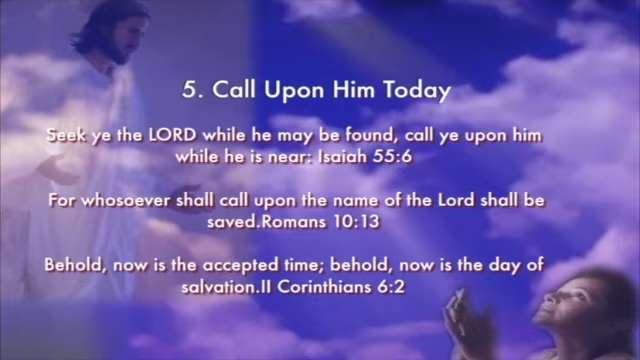 5. Call Upon Him Today
Seek ye the LORD while he may be found, call ye upon him
while he is near: Isaiah 55:6
For whosoever shall call upon the name of the Lord shall be
saved.Romans 10:13
Behold, now is the accepted time; behold, now is the day of
salvation.II Corinthians 6:2